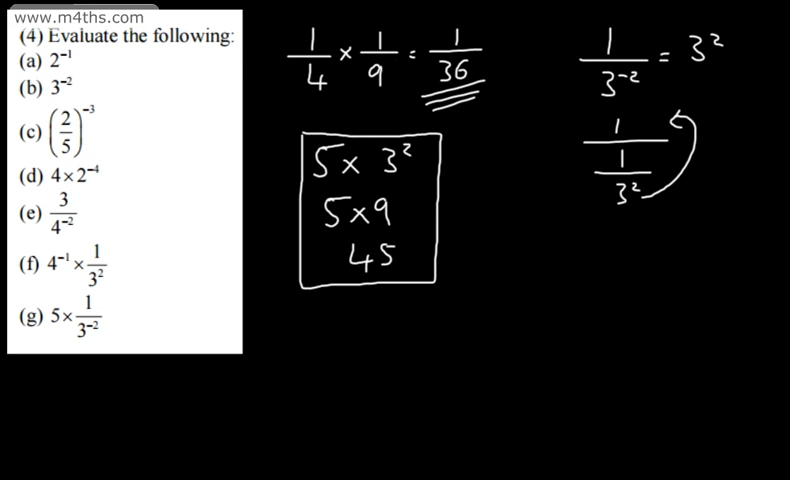 www.m4ths.com
(4) Evaluate the following:
(a) 2⁻¹
(b) 3⁻²
(c) (2/5)⁻³
(d) 4×2⁻⁴
(e) 3/4⁻²
(f) 4⁻¹×1/3²
(g) 5×1/3⁻²
1/4 × 1/9 = 1/36
5 × 3²
5×9
45
1/3⁻² = 3²
1/(1/3²)